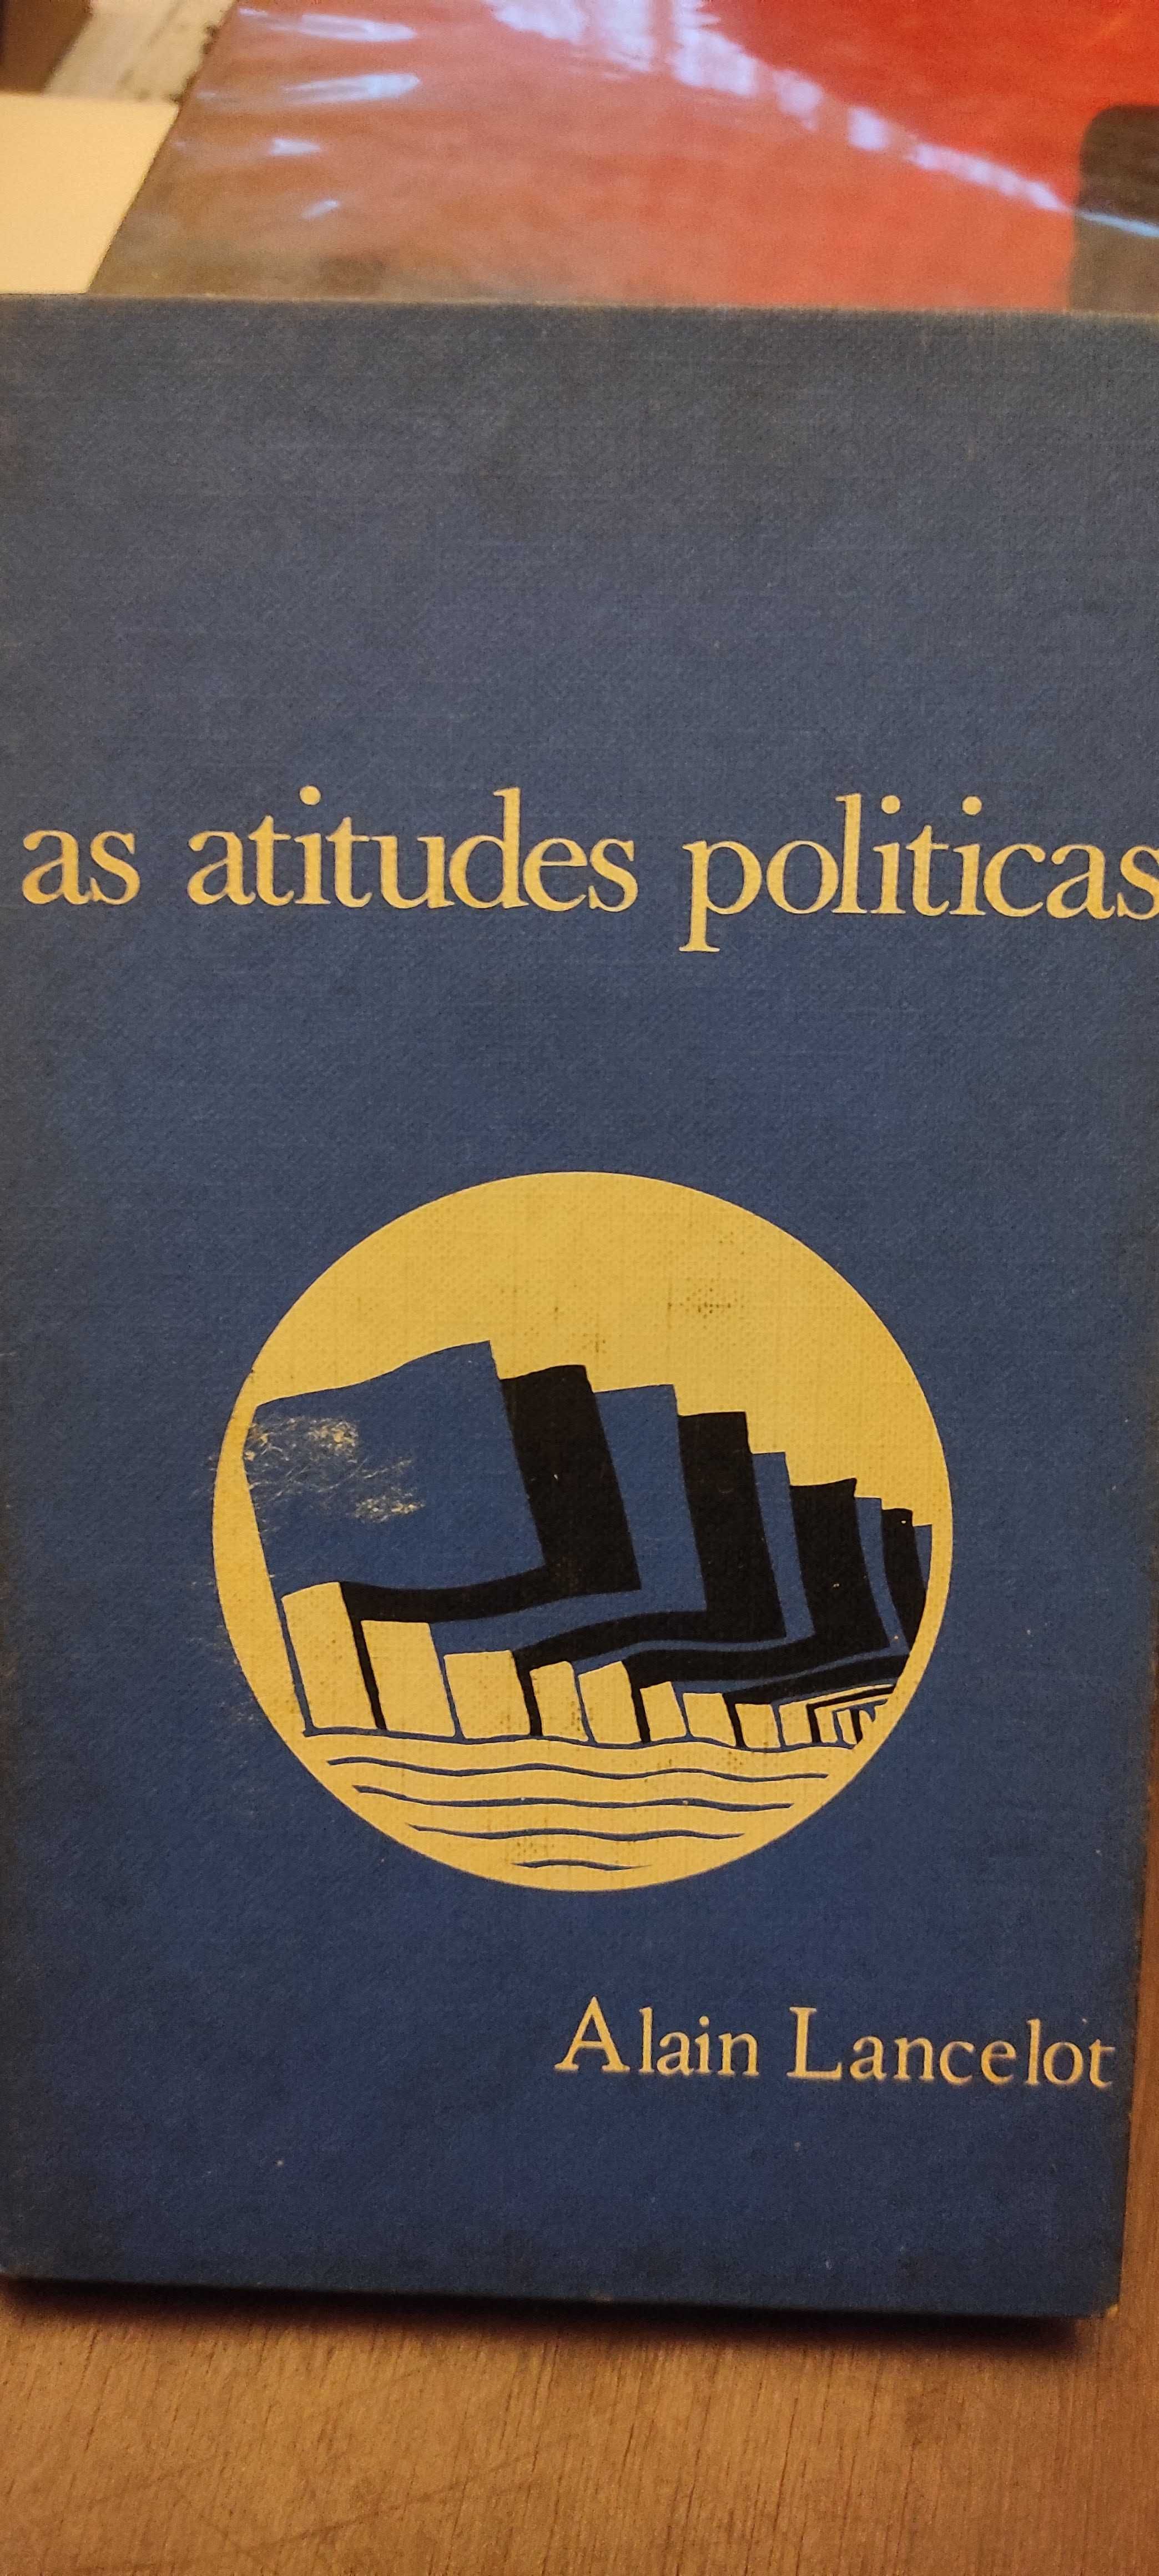 as atitudes politicas
Alain Lancelot